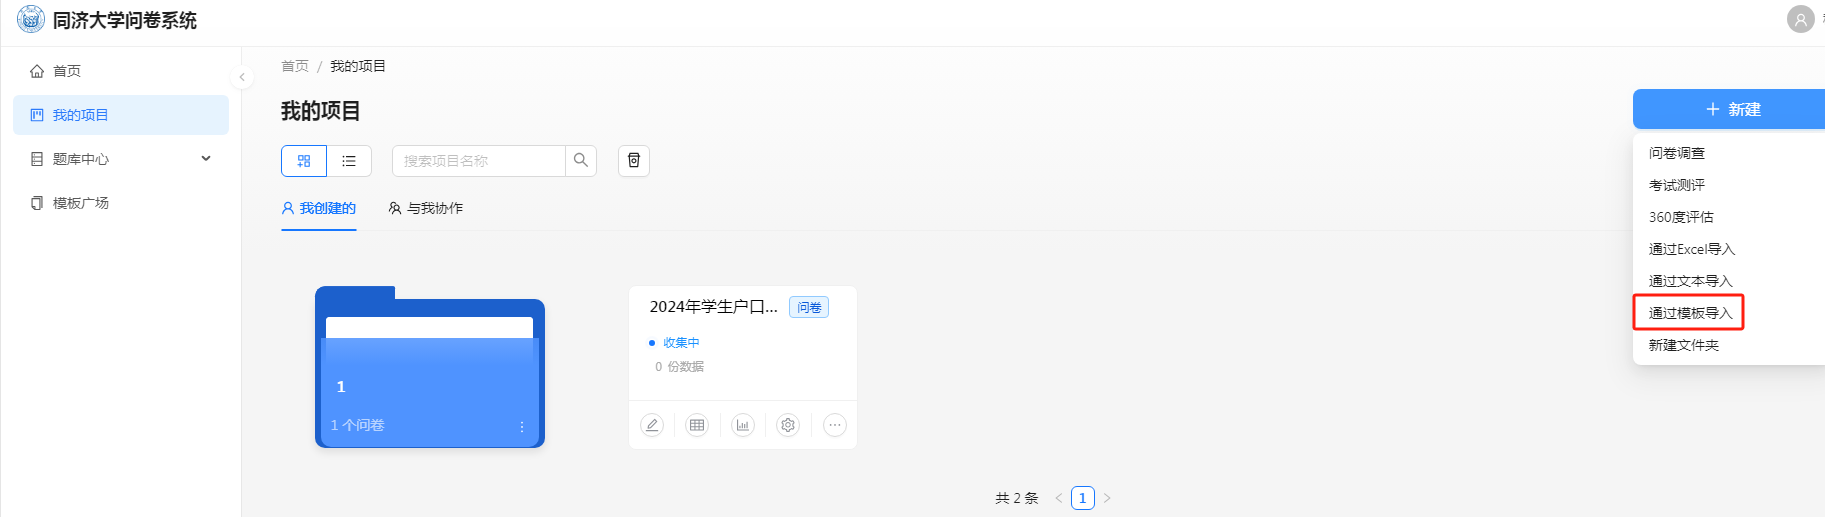 同济大学问卷系统
首页
我的项目
题库中心
模板广场
首页 / 我的项目
我的项目
新建
搜索项目名称
我创建的
与我协作
问卷调查
考试测评
360度评估
通过Excel导入
通过文本导入
通过模板导入
新建文件夹
1
1 个问卷
2024年学生户口... 问卷
收集中
0 份数据
共 2 条
1